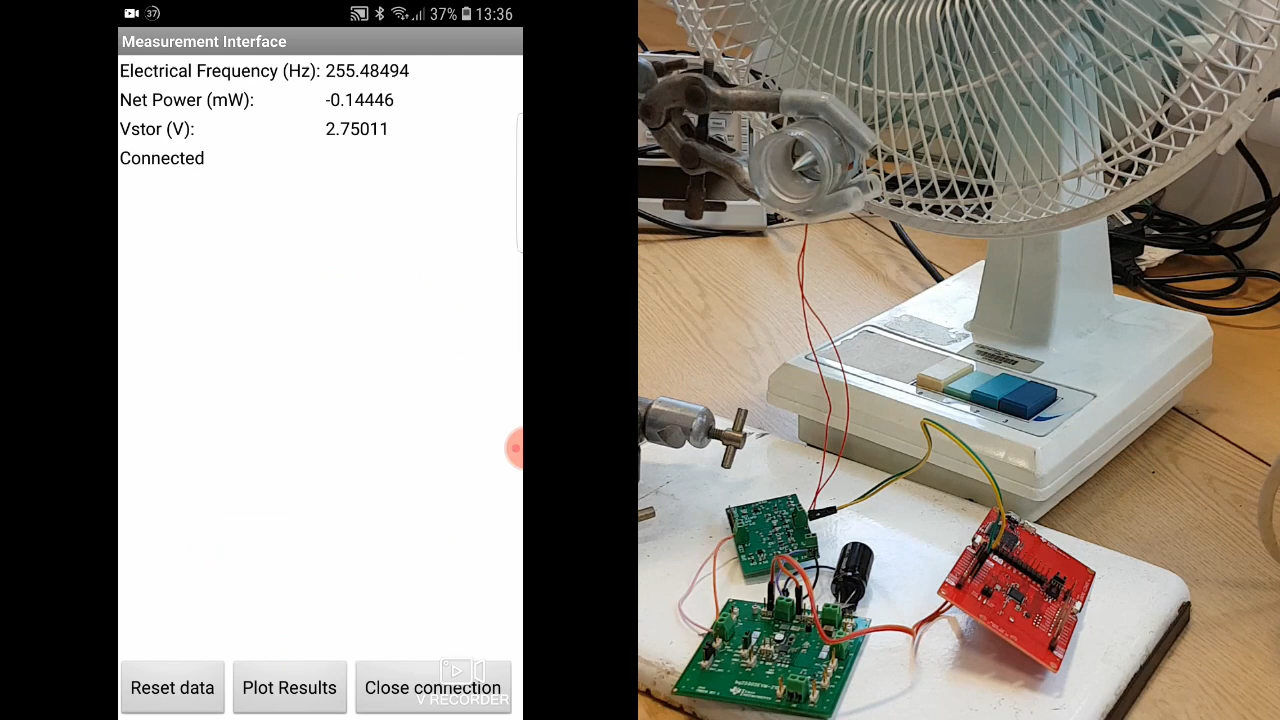 37 37% 13:36
Measurement Interface
Electrical Frequency (Hz): 255.48494
Net Power (mW): -0.14446
Vstor (V): 2.75011
Connected
Reset data
Plot Results
Close connection
V RECORDER